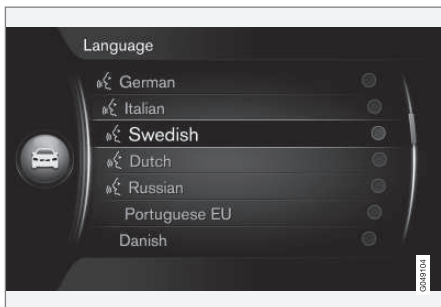 Language
German
Italian
Swedish
Dutch
Russian
Portuguese EU
Danish
G049104